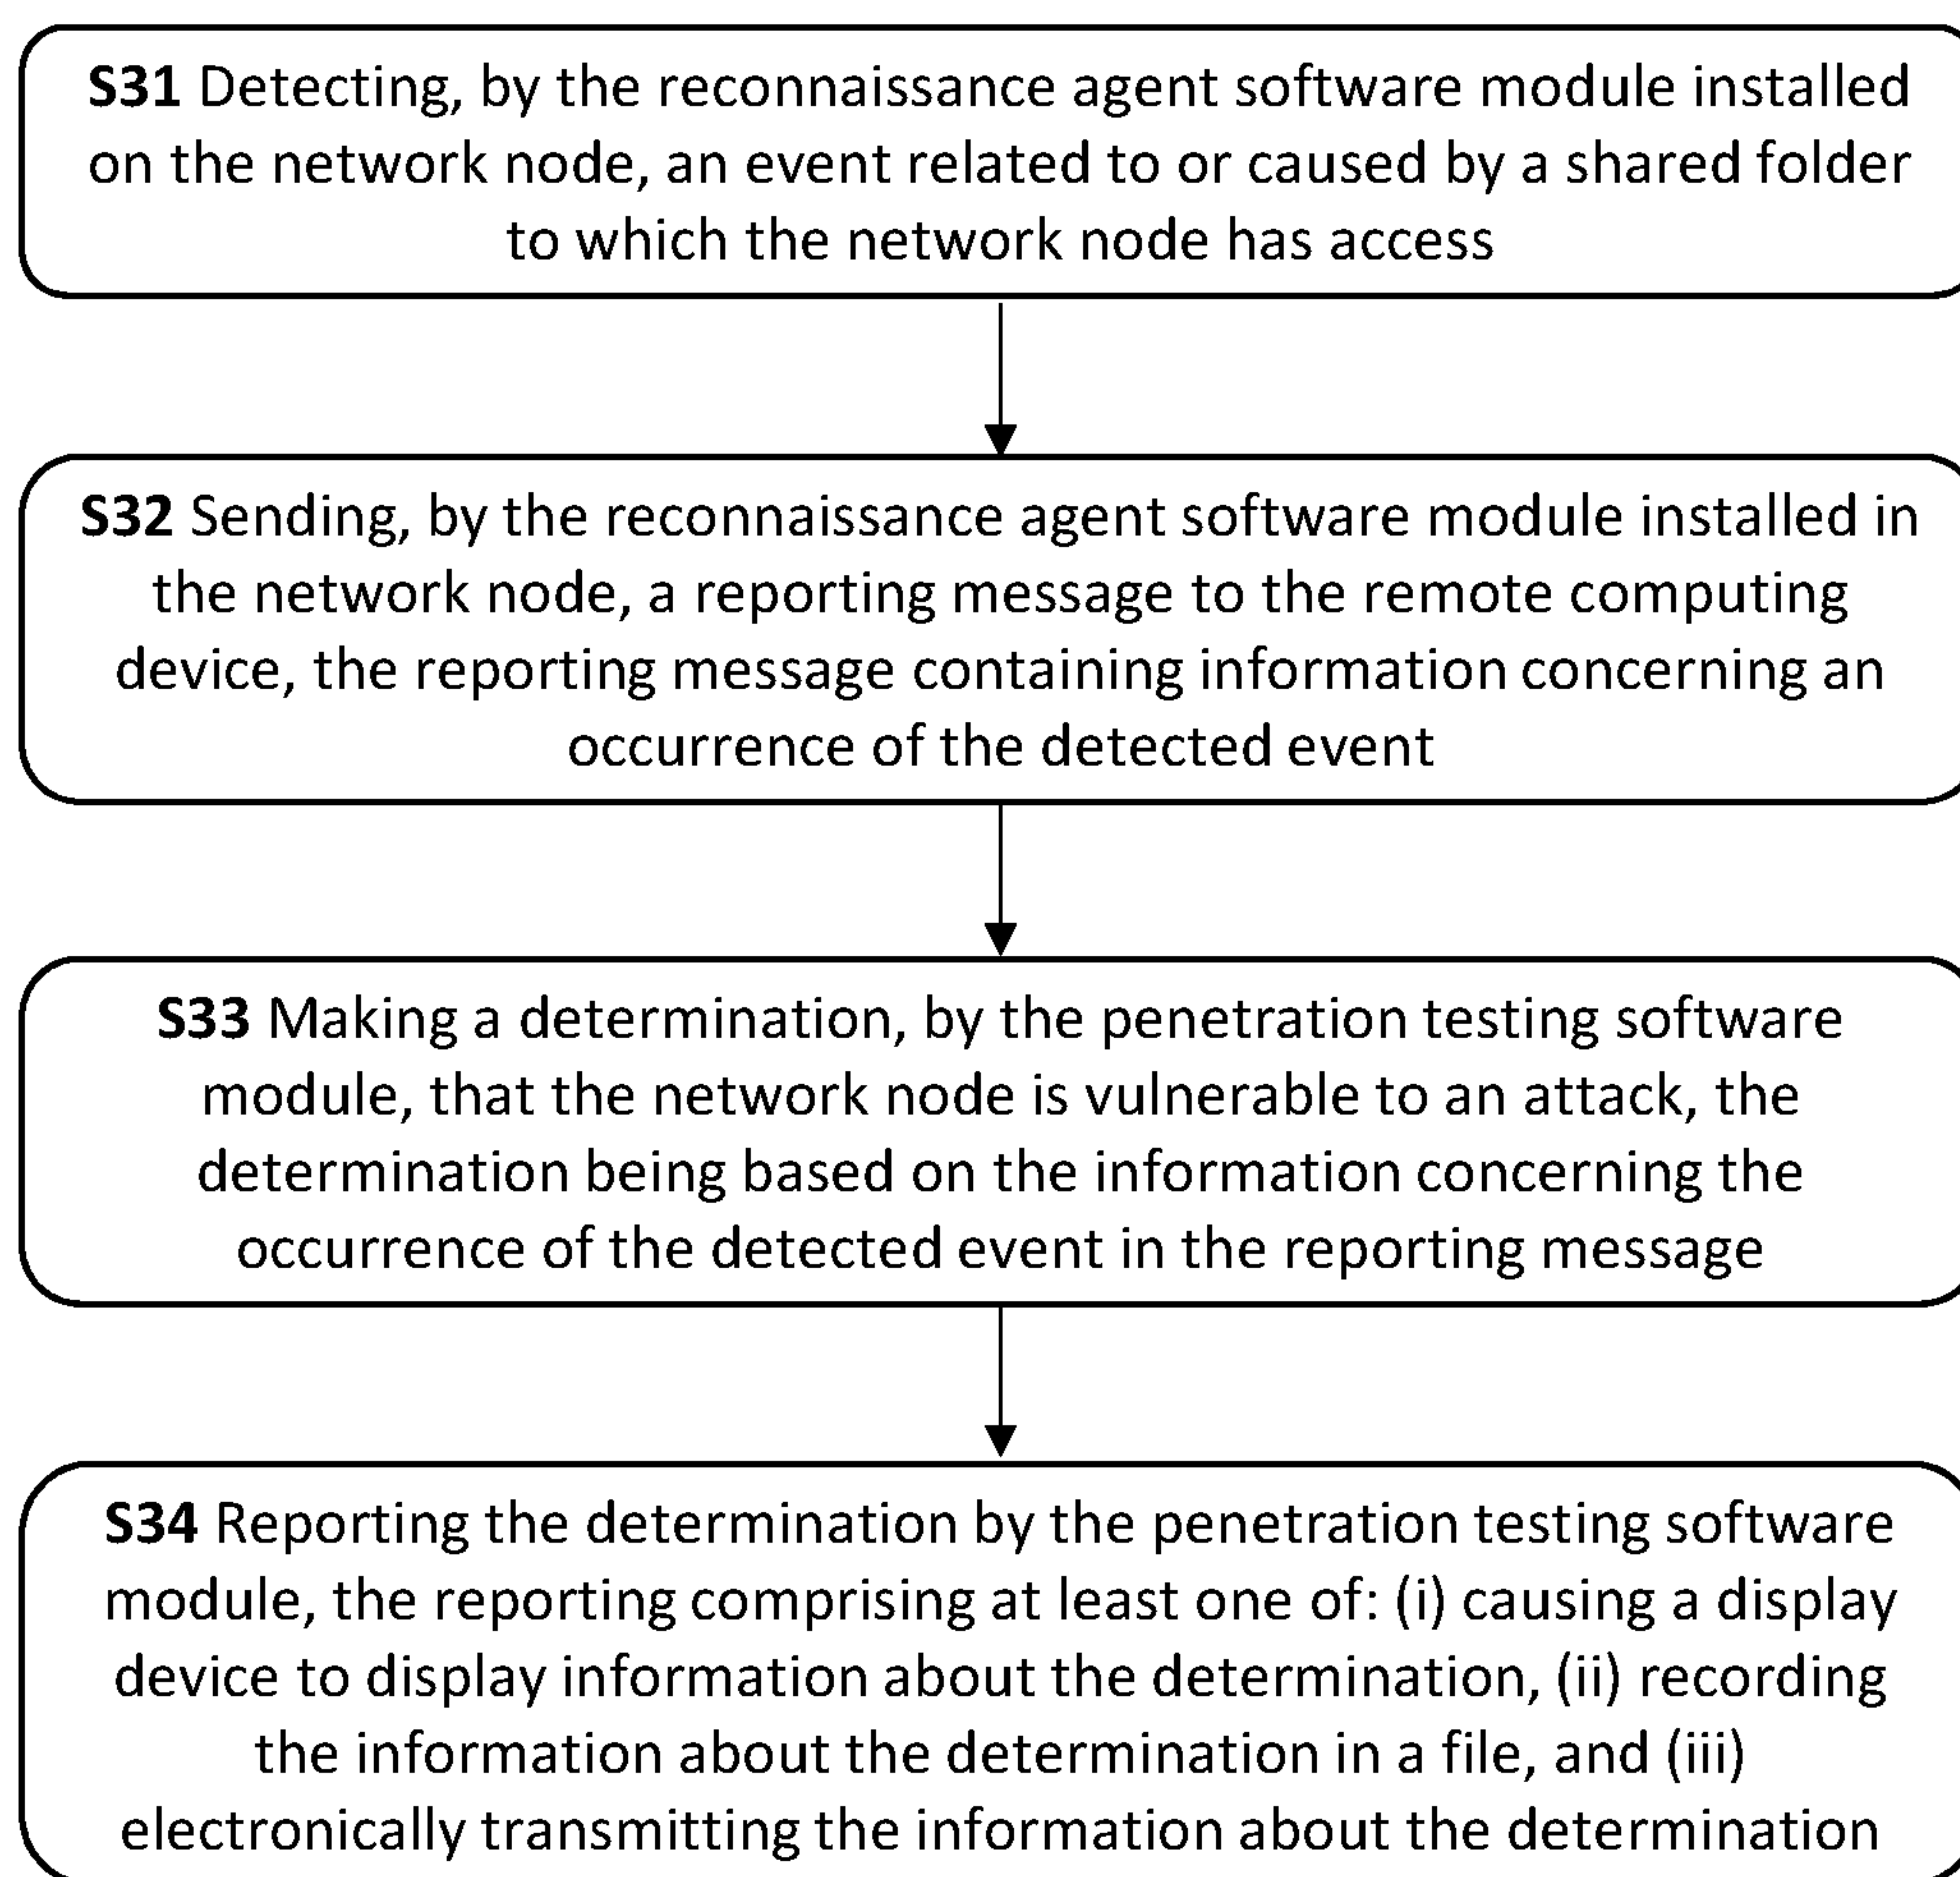 S31 Detecting, by the reconnaissance agent software module installed
on the network node, an event related to or caused by a shared folder
to which the network node has access
S32 Sending, by the reconnaissance agent software module installed in
the network node, a reporting message to the remote computing
device, the reporting message containing information concerning an
occurrence of the detected event
S33 Making a determination, by the penetration testing software
module, that the network node is vulnerable to an attack, the
determination being based on the information concerning the
occurrence of the detected event in the reporting message
S34 Reporting the determination by the penetration testing software
module, the reporting comprising at least one of: (i) causing a display
device to display information about the determination, (ii) recording
the information about the determination in a file, and (iii)
electronically transmitting the information about the determination